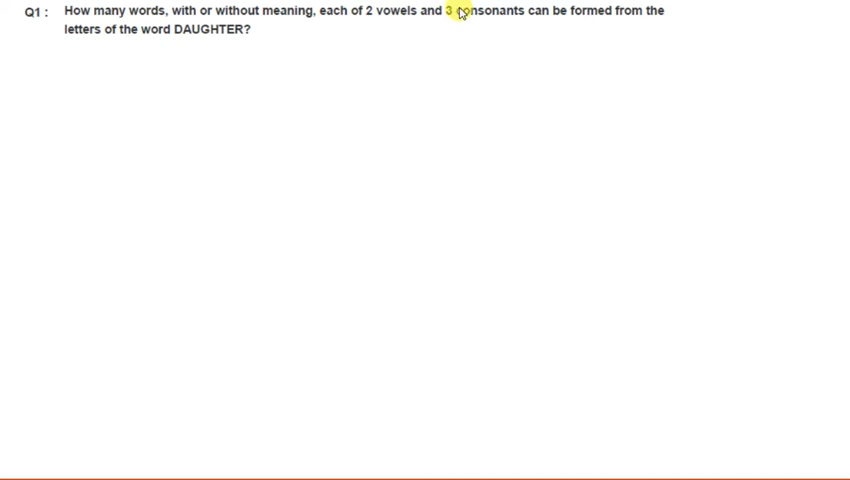 Q1 : How many words, with or without meaning, each of 2 vowels and 3 consonants can be formed from the
letters of the word DAUGHTER?